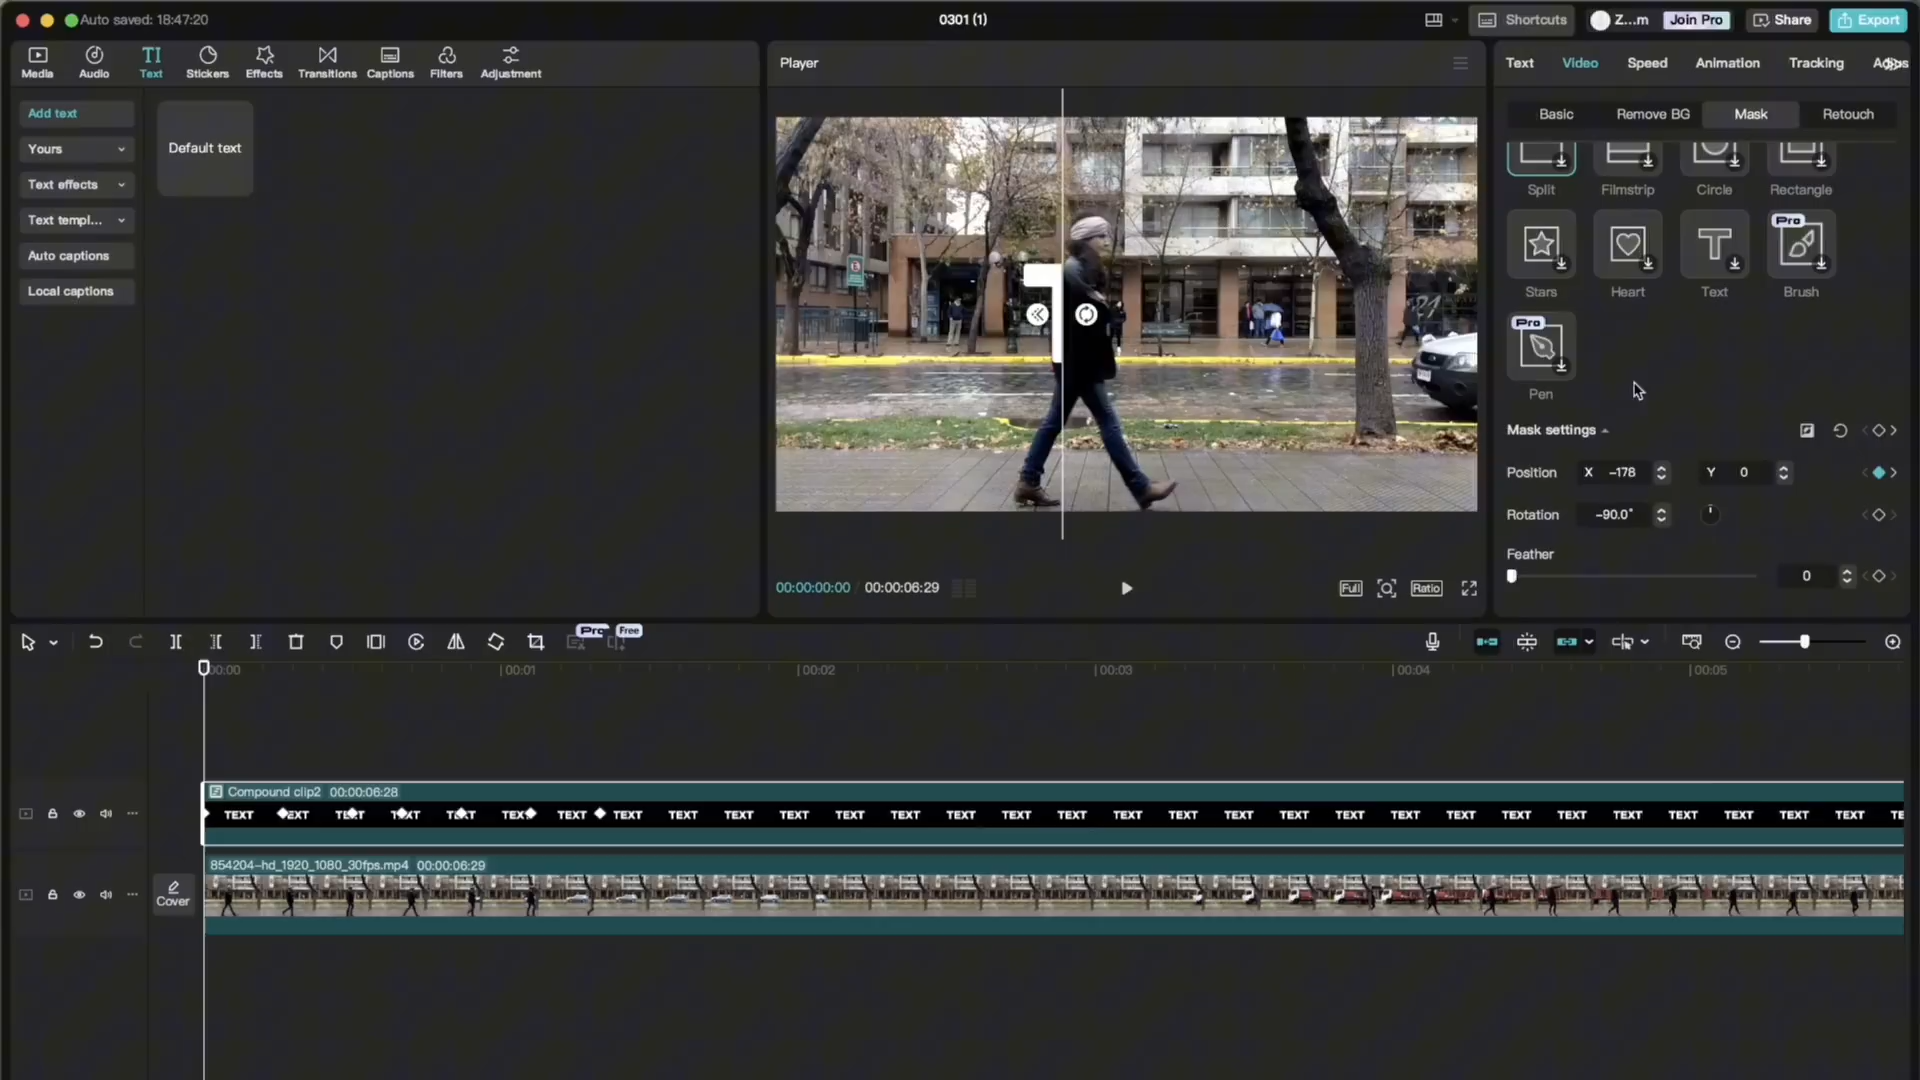 Auto saved: 18:47:20
0301 (1)
Shortcuts
Z...m
Join Pro
Share
Export
Media
Audio
TI
Text
Stickers
Effects
Transitions
Captions
Filters
Adjustment
Add text
Yours
Text effects
Text templ...
Auto captions
Local captions
Default text
Player
T
00:00:00:00 / 00:00:06:29
Full
Ratio
Text
Video
Speed
Animation
Tracking
Basic
Remove BG
Mask
Retouch
Split
Filmstrip
Circle
Rectangle
Stars
Heart
Text
Pro
Brush
Pro
Pen
Mask settings
Position X -178 Y 0
Rotation -90.0°
Feather
0
Pro
Free
00:00
00:01
00:02
00:03
00:04
00:05
Compound clip2 00:00:06:28
TEXT TEXT TEXT TEXT TEXT TEXT TEXT TEXT TEXT TEXT TEXT TEXT TEXT TEXT TEXT TEXT TEXT TEXT TEXT TEXT TEXT TEXT TEXT TEXT TEXT TEXT TEXT TEXT TEXT TEXT TE
854204-hd_1920_1080_30fps.mp4 00:00:06:29
Cover